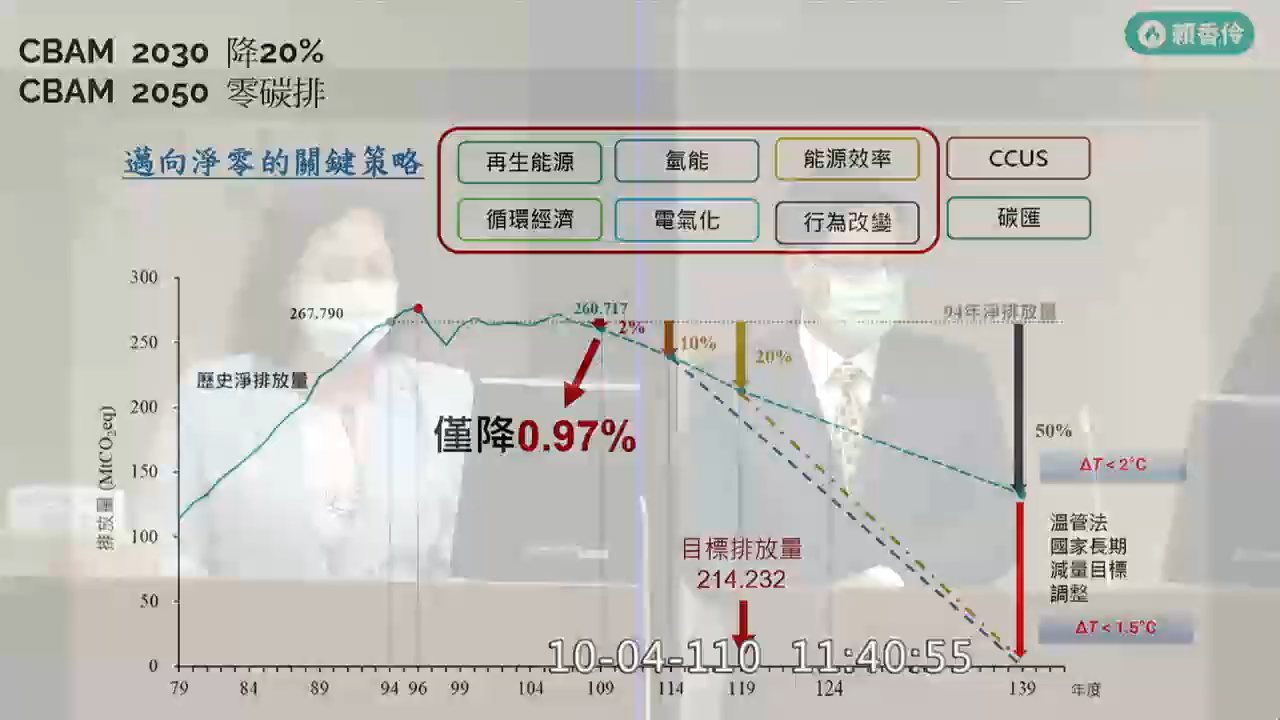 CBAM 2030 降20%
CBAM 2050 零碳排
賴香伶
邁向淨零的關鍵策略
再生能源
氫能
能源效率
CCUS
循環經濟
電氣化
行為改變
碳匯
300
250
200
150
100
50
0
排放量 (MtCO₂eq)
267.790
260.717
94年淨排放量
2%
10%
20%
歷史淨排放量
僅降0.97%
50%
ΔT < 2°C
溫管法
國家長期
減量目標
調整
目標排放量
214.232
ΔT < 1.5°C
10-04-110 11:40:55
79 84 89 94 96 99 104 109 114 119 124 139 年度